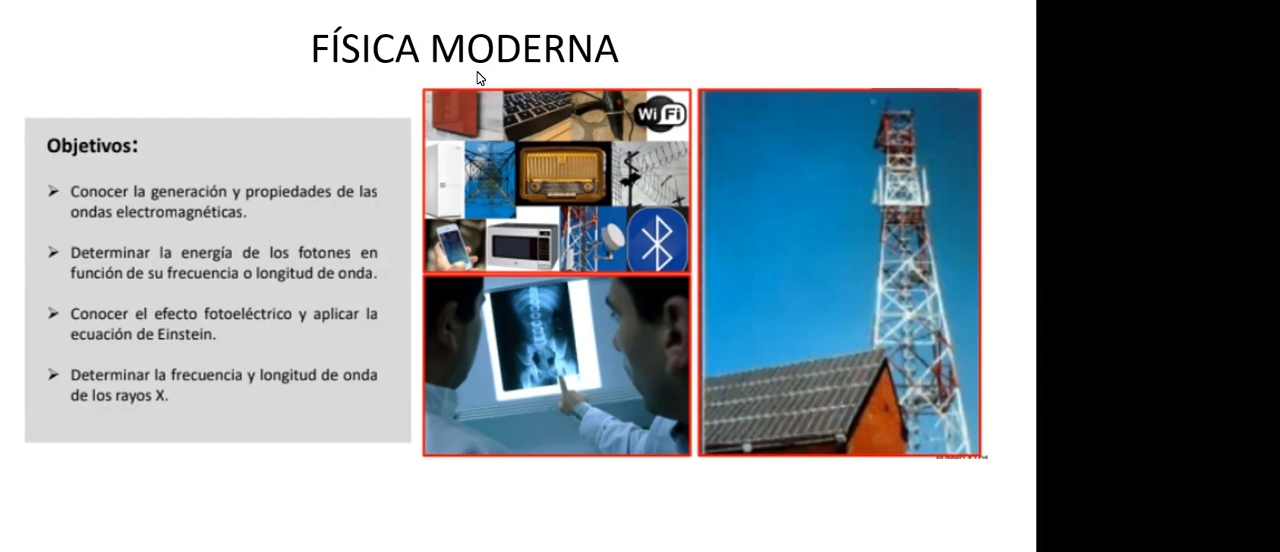 FÍSICA MODERNA
Objetivos:
➢ Conocer la generación y propiedades de las
ondas electromagnéticas.
➢ Determinar la energía de los fotones en
función de su frecuencia o longitud de onda.
➢ Conocer el efecto fotoeléctrico y aplicar la
ecuación de Einstein.
➢ Determinar la frecuencia y longitud de onda
de los rayos X.
Wi Fi